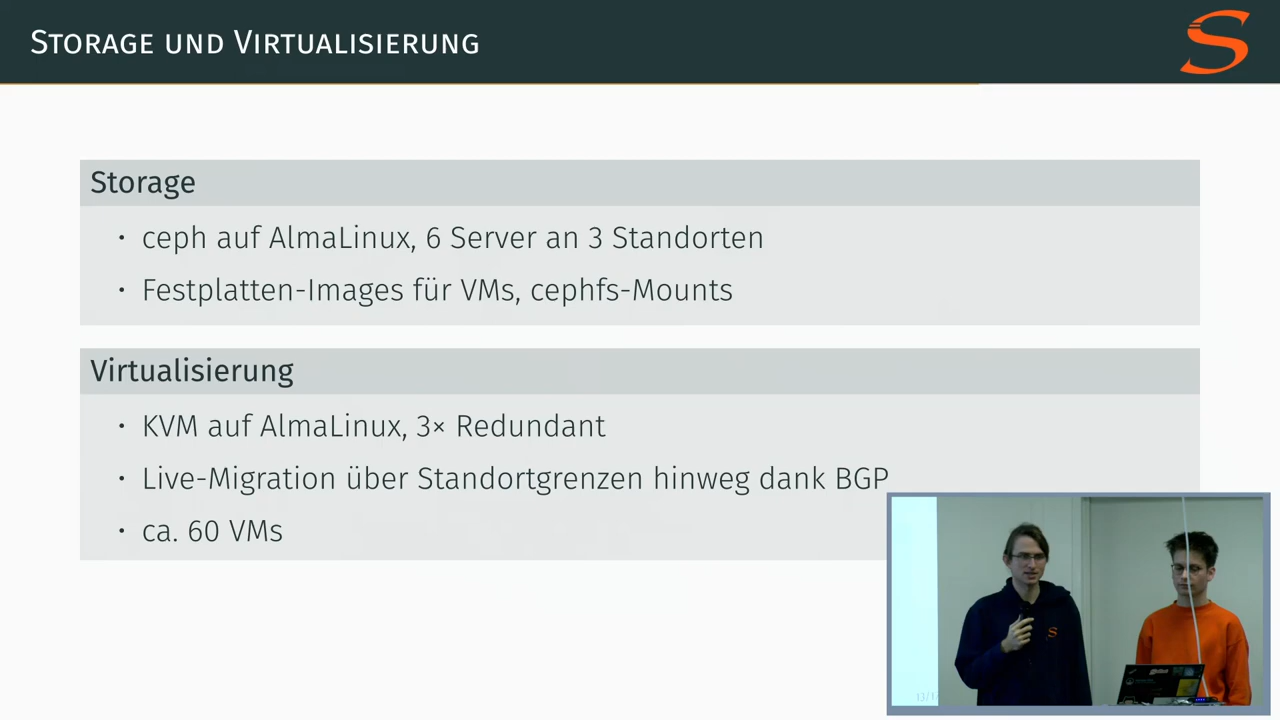 Storage und Virtualisierung
Storage
• ceph auf AlmaLinux, 6 Server an 3 Standorten
• Festplatten-Images für VMs, cephfs-Mounts
Virtualisierung
• KVM auf AlmaLinux, 3× Redundant
• Live-Migration über Standortgrenzen hinweg dank BGP
• ca. 60 VMs
S
S